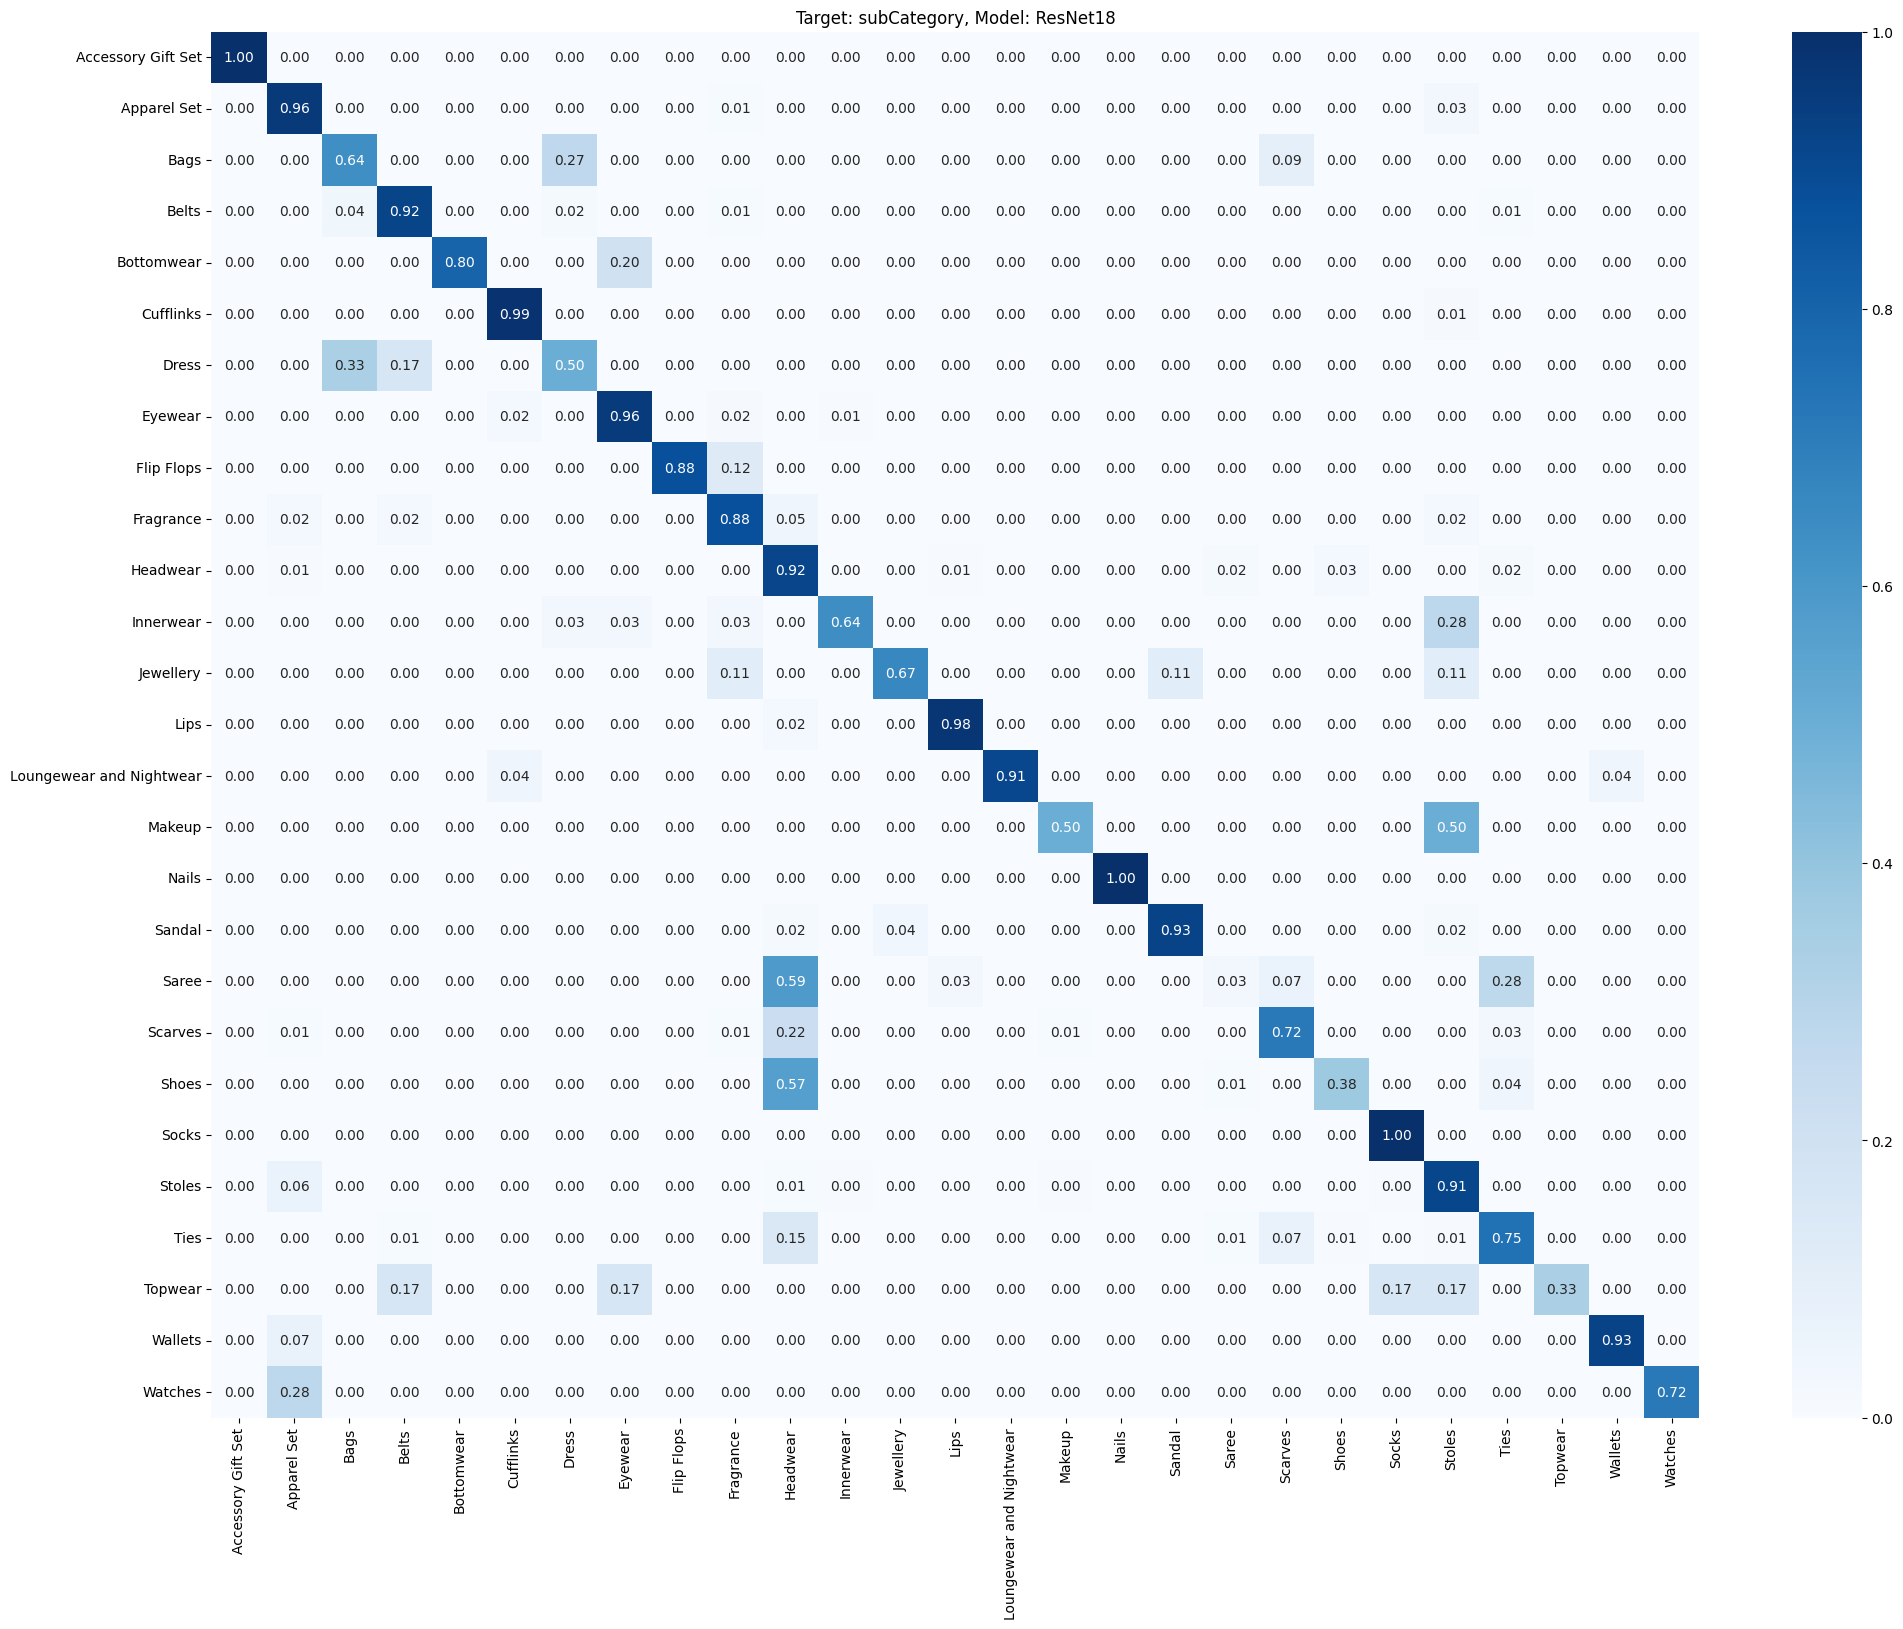 Target: subCategory, Model: ResNet18
Accessory Gift Set 1.00 0.00 0.00 0.00 0.00 0.00 0.00 0.00 0.00 0.00 0.00 0.00 0.00 0.00 0.00 0.00 0.00 0.00 0.00 0.00 0.00 0.00 0.00 0.00 0.00 0.00 0.00
Apparel Set 0.00 0.96 0.00 0.00 0.00 0.00 0.00 0.00 0.00 0.01 0.00 0.00 0.00 0.00 0.00 0.00 0.00 0.00 0.00 0.00 0.00 0.00 0.03 0.00 0.00 0.00 0.00
Bags 0.00 0.00 0.64 0.00 0.00 0.00 0.27 0.00 0.00 0.00 0.00 0.00 0.00 0.00 0.00 0.00 0.00 0.00 0.00 0.09 0.00 0.00 0.00 0.00 0.00 0.00 0.00
Belts 0.00 0.00 0.04 0.92 0.00 0.00 0.02 0.00 0.00 0.01 0.00 0.00 0.00 0.00 0.00 0.00 0.00 0.00 0.00 0.00 0.00 0.00 0.00 0.01 0.00 0.00 0.00
Bottomwear 0.00 0.00 0.00 0.00 0.80 0.00 0.00 0.20 0.00 0.00 0.00 0.00 0.00 0.00 0.00 0.00 0.00 0.00 0.00 0.00 0.00 0.00 0.00 0.00 0.00 0.00 0.00
Cufflinks 0.00 0.00 0.00 0.00 0.00 0.99 0.00 0.00 0.00 0.00 0.00 0.00 0.00 0.00 0.00 0.00 0.00 0.00 0.00 0.00 0.00 0.00 0.01 0.00 0.00 0.00 0.00
Dress 0.00 0.00 0.33 0.17 0.00 0.00 0.50 0.00 0.00 0.00 0.00 0.00 0.00 0.00 0.00 0.00 0.00 0.00 0.00 0.00 0.00 0.00 0.00 0.00 0.00 0.00 0.00
Eyewear 0.00 0.00 0.00 0.00 0.00 0.02 0.00 0.96 0.00 0.02 0.00 0.01 0.00 0.00 0.00 0.00 0.00 0.00 0.00 0.00 0.00 0.00 0.00 0.00 0.00 0.00 0.00
Flip Flops 0.00 0.00 0.00 0.00 0.00 0.00 0.00 0.00 0.88 0.12 0.00 0.00 0.00 0.00 0.00 0.00 0.00 0.00 0.00 0.00 0.00 0.00 0.00 0.00 0.00 0.00 0.00
Fragrance 0.00 0.02 0.00 0.02 0.00 0.00 0.00 0.00 0.00 0.88 0.05 0.00 0.00 0.00 0.00 0.00 0.00 0.00 0.00 0.00 0.00 0.00 0.02 0.00 0.00 0.00 0.00
Headwear 0.00 0.01 0.00 0.00 0.00 0.00 0.00 0.00 0.00 0.00 0.92 0.00 0.00 0.01 0.00 0.00 0.00 0.00 0.02 0.00 0.03 0.00 0.00 0.02 0.00 0.00 0.00
Innerwear 0.00 0.00 0.00 0.00 0.00 0.00 0.03 0.03 0.00 0.03 0.00 0.64 0.00 0.00 0.00 0.00 0.00 0.00 0.00 0.00 0.00 0.00 0.28 0.00 0.00 0.00 0.00
Jewellery 0.00 0.00 0.00 0.00 0.00 0.00 0.00 0.00 0.00 0.11 0.00 0.00 0.67 0.00 0.00 0.00 0.00 0.11 0.00 0.00 0.00 0.00 0.11 0.00 0.00 0.00 0.00
Lips 0.00 0.00 0.00 0.00 0.00 0.00 0.00 0.00 0.00 0.00 0.02 0.00 0.00 0.98 0.00 0.00 0.00 0.00 0.00 0.00 0.00 0.00 0.00 0.00 0.00 0.00 0.00
Loungewear and Nightwear 0.00 0.00 0.00 0.00 0.00 0.04 0.00 0.00 0.00 0.00 0.00 0.00 0.00 0.00 0.91 0.00 0.00 0.00 0.00 0.00 0.00 0.00 0.00 0.00 0.00 0.04 0.00
Makeup 0.00 0.00 0.00 0.00 0.00 0.00 0.00 0.00 0.00 0.00 0.00 0.00 0.00 0.00 0.00 0.50 0.00 0.00 0.00 0.00 0.00 0.00 0.50 0.00 0.00 0.00 0.00
Nails 0.00 0.00 0.00 0.00 0.00 0.00 0.00 0.00 0.00 0.00 0.00 0.00 0.00 0.00 0.00 0.00 1.00 0.00 0.00 0.00 0.00 0.00 0.00 0.00 0.00 0.00 0.00
Sandal 0.00 0.00 0.00 0.00 0.00 0.00 0.00 0.00 0.00 0.00 0.02 0.00 0.04 0.00 0.00 0.00 0.00 0.93 0.00 0.00 0.00 0.00 0.02 0.00 0.00 0.00 0.00
Saree 0.00 0.00 0.00 0.00 0.00 0.00 0.00 0.00 0.00 0.00 0.59 0.00 0.00 0.03 0.00 0.00 0.00 0.00 0.03 0.07 0.00 0.00 0.00 0.28 0.00 0.00 0.00
Scarves 0.00 0.01 0.00 0.00 0.00 0.00 0.00 0.00 0.00 0.01 0.22 0.00 0.00 0.00 0.00 0.01 0.00 0.00 0.00 0.72 0.00 0.00 0.00 0.03 0.00 0.00 0.00
Shoes 0.00 0.00 0.00 0.00 0.00 0.00 0.00 0.00 0.00 0.00 0.57 0.00 0.00 0.00 0.00 0.00 0.00 0.00 0.01 0.00 0.38 0.00 0.00 0.04 0.00 0.00 0.00
Socks 0.00 0.00 0.00 0.00 0.00 0.00 0.00 0.00 0.00 0.00 0.00 0.00 0.00 0.00 0.00 0.00 0.00 0.00 0.00 0.00 0.00 1.00 0.00 0.00 0.00 0.00 0.00
Stoles 0.00 0.06 0.00 0.00 0.00 0.00 0.00 0.00 0.00 0.00 0.01 0.00 0.00 0.00 0.00 0.00 0.00 0.00 0.00 0.00 0.00 0.00 0.91 0.00 0.00 0.00 0.00
Ties 0.00 0.00 0.00 0.01 0.00 0.00 0.00 0.00 0.00 0.00 0.15 0.00 0.00 0.00 0.00 0.00 0.00 0.00 0.01 0.07 0.01 0.00 0.01 0.75 0.00 0.00 0.00
Topwear 0.00 0.00 0.00 0.17 0.00 0.00 0.00 0.17 0.00 0.00 0.00 0.00 0.00 0.00 0.00 0.00 0.00 0.00 0.00 0.00 0.00 0.17 0.17 0.00 0.33 0.00 0.00
Wallets 0.00 0.07 0.00 0.00 0.00 0.00 0.00 0.00 0.00 0.00 0.00 0.00 0.00 0.00 0.00 0.00 0.00 0.00 0.00 0.00 0.00 0.00 0.00 0.00 0.00 0.93 0.00
Watches 0.00 0.28 0.00 0.00 0.00 0.00 0.00 0.00 0.00 0.00 0.00 0.00 0.00 0.00 0.00 0.00 0.00 0.00 0.00 0.00 0.00 0.00 0.00 0.00 0.00 0.00 0.72
Accessory Gift Set
Apparel Set
Bags
Belts
Bottomwear
Cufflinks
Dress
Eyewear
Flip Flops
Fragrance
Headwear
Innerwear
Jewellery
Lips
Loungewear and Nightwear
Makeup
Nails
Sandal
Saree
Scarves
Shoes
Socks
Stoles
Ties
Topwear
Wallets
Watches
1.0
0.8
0.6
0.4
0.2
0.0